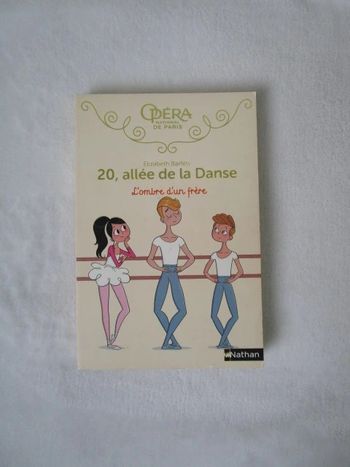 OPÉRA
NATIONAL
DE PARIS
Elizabeth Barféty
20, allée de la Danse
L'ombre d'un frère
Nathan